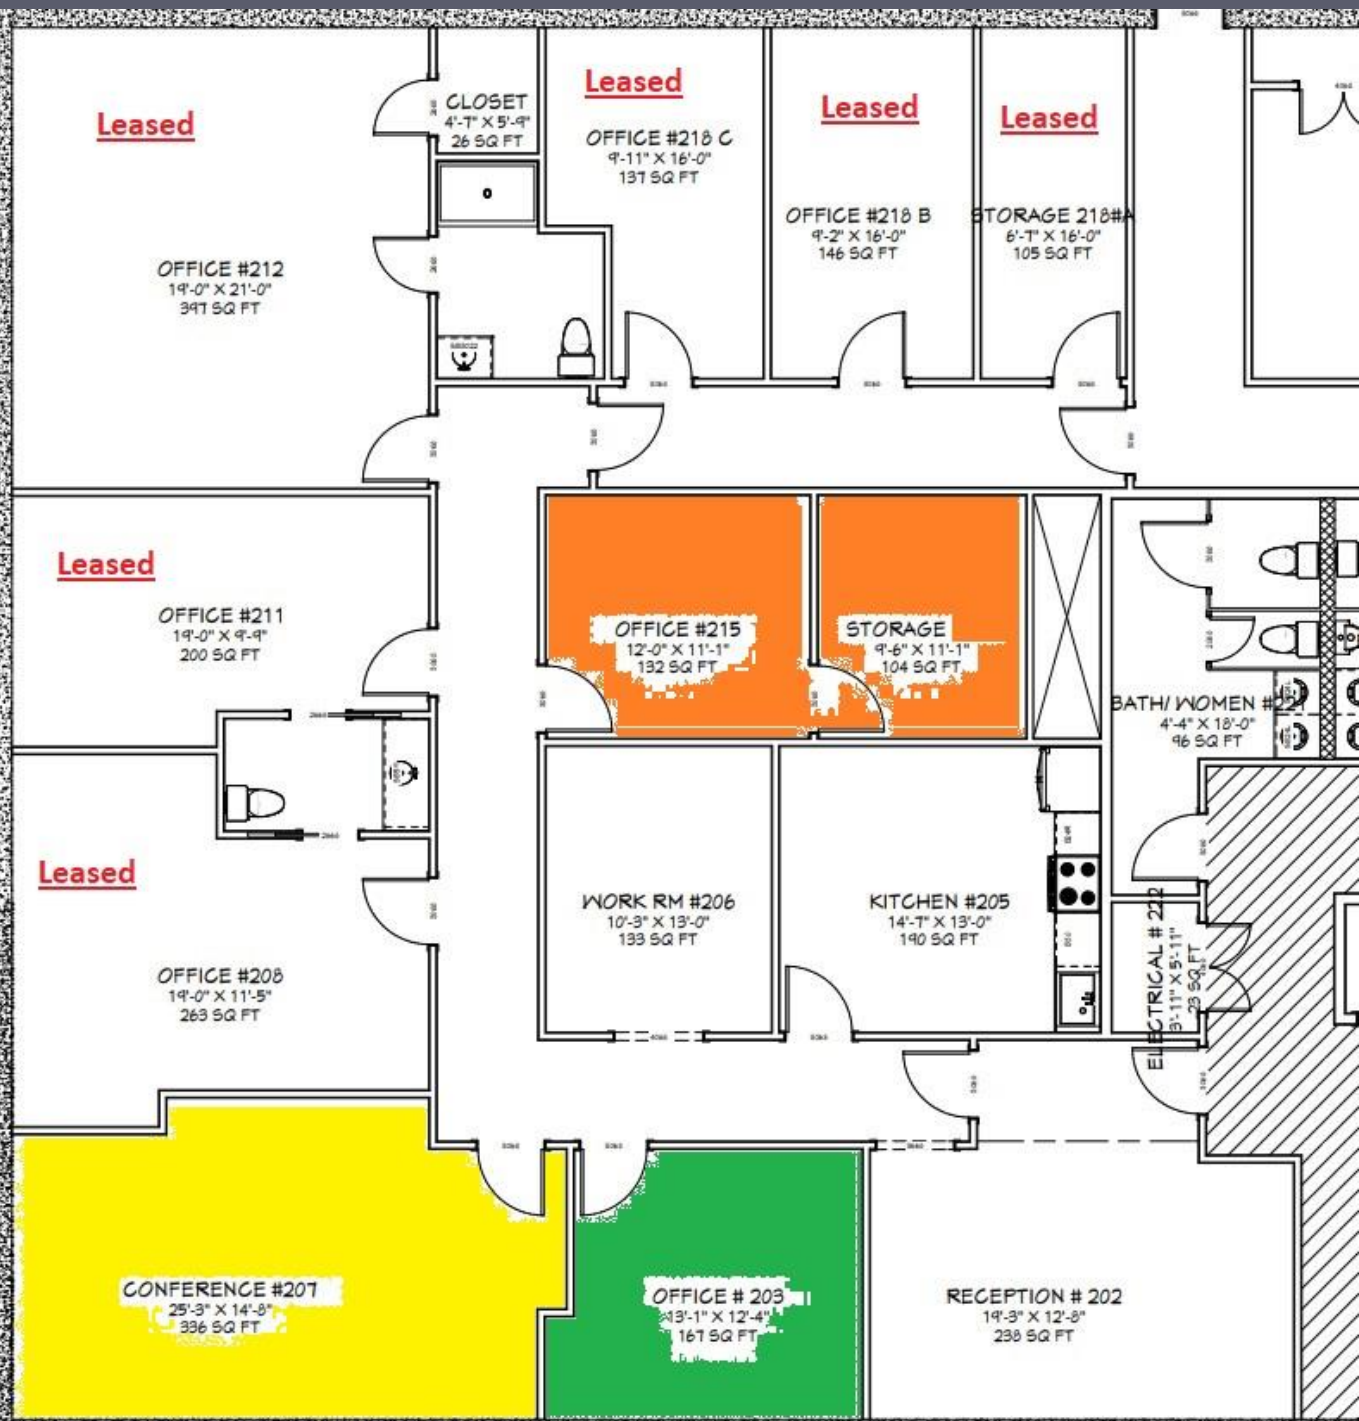 Leased
CLOSET
4'-7" X 5'-9"
26 SQ FT
Leased
OFFICE #218 C
9'-11" X 16'-0"
137 SQ FT
Leased
OFFICE #218 B
9'-2" X 16'-0"
146 SQ FT
Leased
STORAGE 218#A
6'-7" X 16'-0"
105 SQ FT
OFFICE #212
19'-0" X 21'-0"
397 SQ FT
Leased
OFFICE #211
19'-0" X 9'-9"
200 SQ FT
OFFICE #215
12'-0" X 11'-1"
132 SQ FT
STORAGE
9'-6" X 11'-1"
104 SQ FT
BATH/ WOMEN #221
4'-4" X 18'-0"
96 SQ FT
Leased
OFFICE #208
19'-0" X 11'-5"
263 SQ FT
WORK RM #206
10'-3" X 13'-0"
133 SQ FT
KITCHEN #205
14'-7" X 13'-0"
190 SQ FT
ELECTRICAL # 222
3'-11" X 5'-11"
23 SQ FT
CONFERENCE #207
25'-3" X 14'-8"
336 SQ FT
OFFICE # 203
13'-1" X 12'-4"
167 SQ FT
RECEPTION # 202
19'-3" X 12'-8"
238 SQ FT